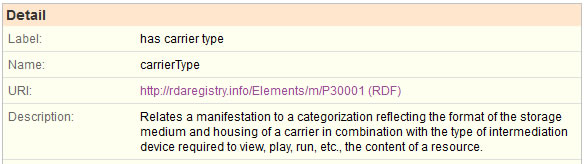 Detail
Label: has carrier type
Name: carrierType
URI: http://rdaregistry.info/Elements/m/P30001 (RDF)
Description: Relates a manifestation to a categorization reflecting the format of the storage
medium and housing of a carrier in combination with the type of intermediation
device required to view, play, run, etc., the content of a resource.